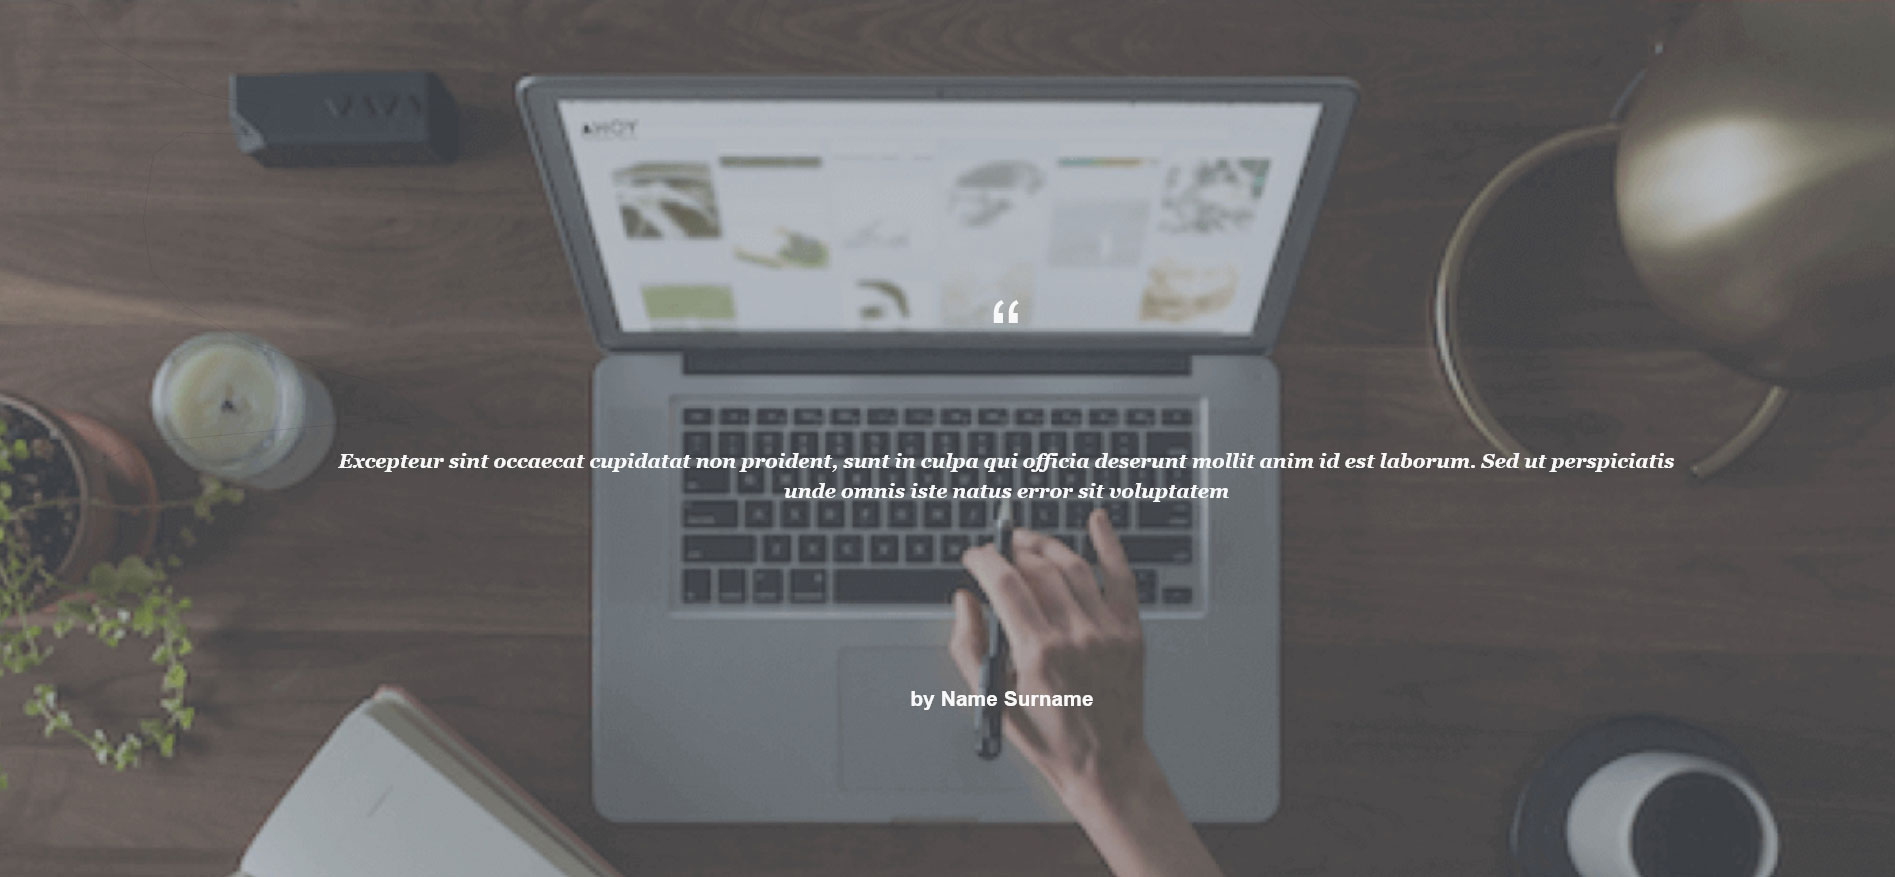 AHOY
“
Excepteur sint occaecat cupidatat non proident, sunt in culpa qui officia deserunt mollit anim id est laborum. Sed ut perspiciatis
unde omnis iste natus error sit voluptatem
by Name Surname